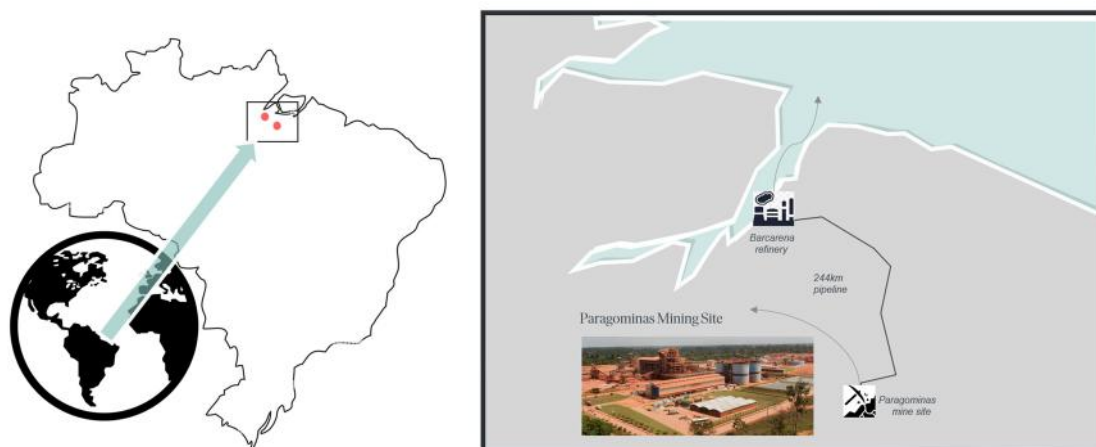 Barcarena
refinery
244km
pipeline
Paragominas Mining Site
Paragominas
mine site